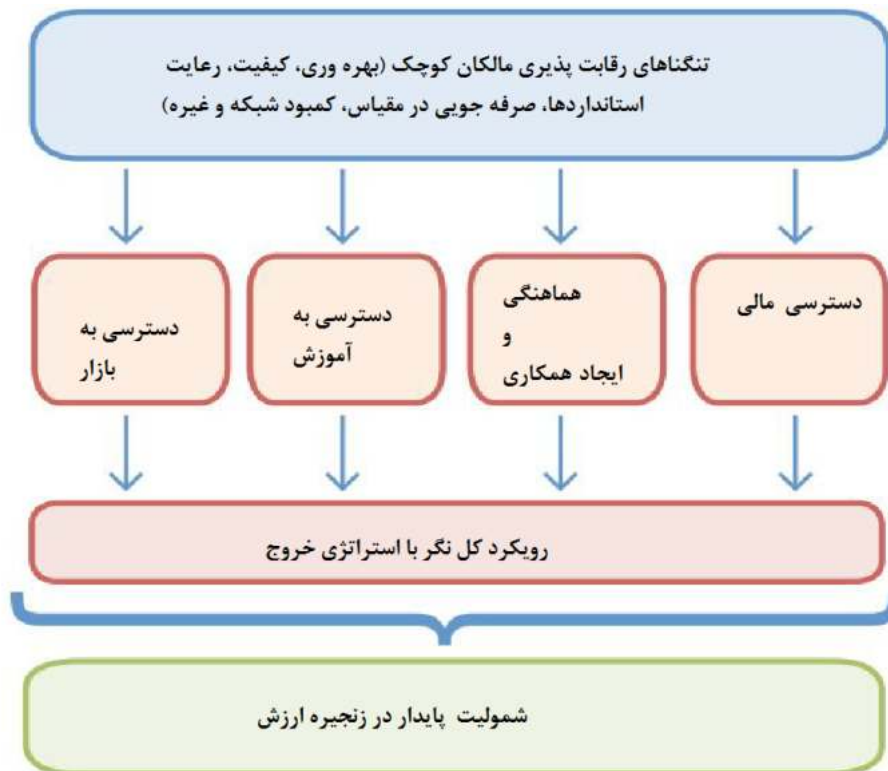 تنگناهای رقابت پذیری مالکان کوچک (بهره وری، کیفیت، رعایت
استانداردها، صرفه جویی در مقیاس، کمبود شبکه و غیره)
دسترسی مالی
هماهنگی
و
ایجاد همکاری
دسترسی به
آموزش
دسترسی به
بازار
رویکرد کل نگر با استراتژی خروج
شمولیت پایدار در زنجیره ارزش